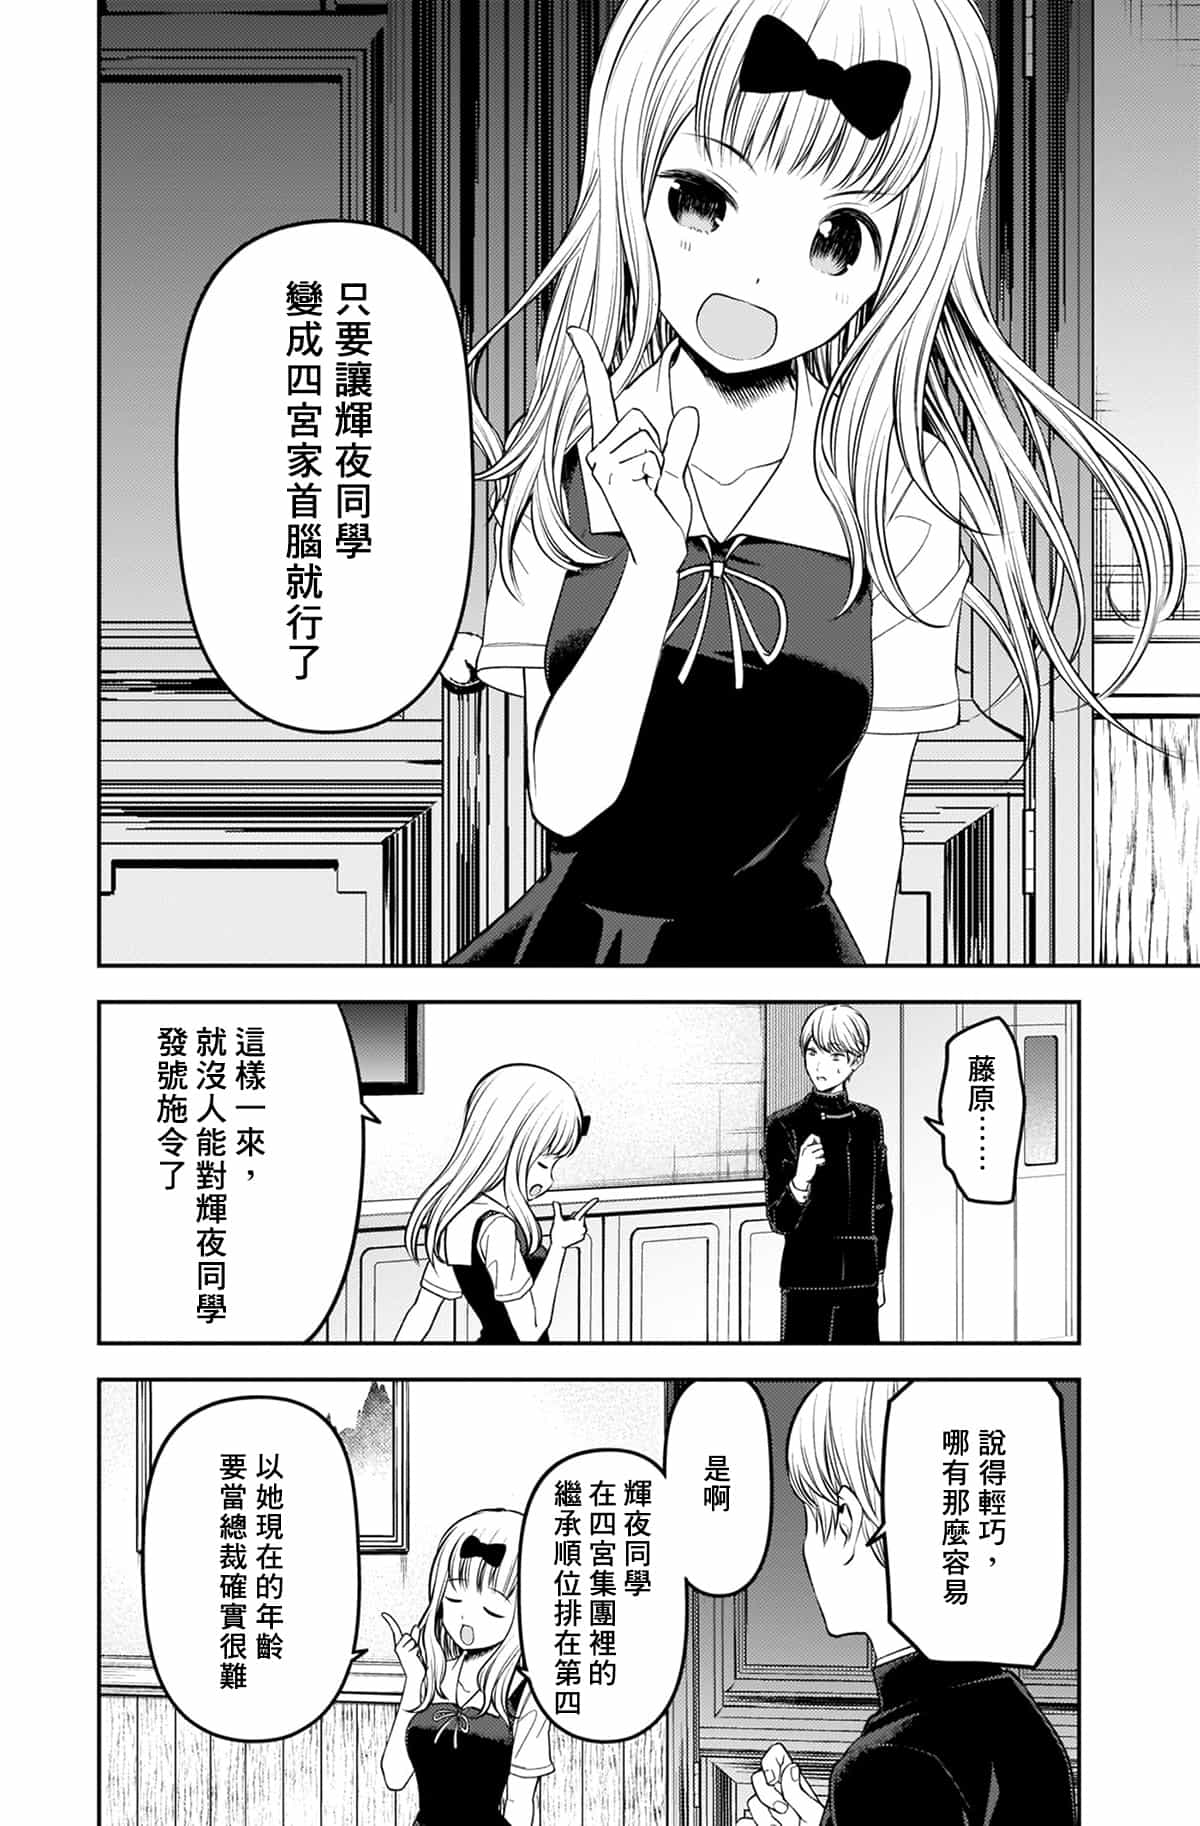 只要讓輝夜同學
變成四宮家首腦就行了
藤原……
這樣一來，
就沒人能對輝夜同學
發號施令了
說得輕巧，
哪有那麼容易
是啊
輝夜同學
在四宮集團裡的
繼承順位排在第四
以她現在的年齡
要當總裁確實很難